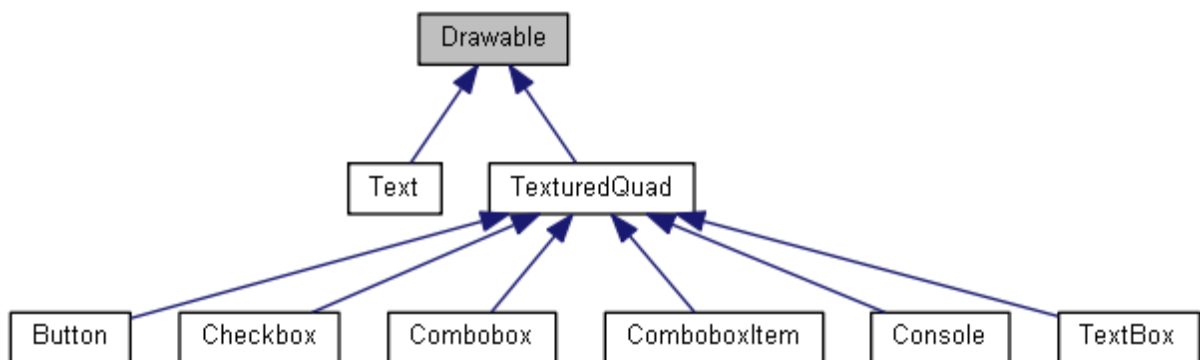 Drawable
Text
TexturedQuad
Button
Checkbox
Combobox
ComboboxItem
Console
TextBox